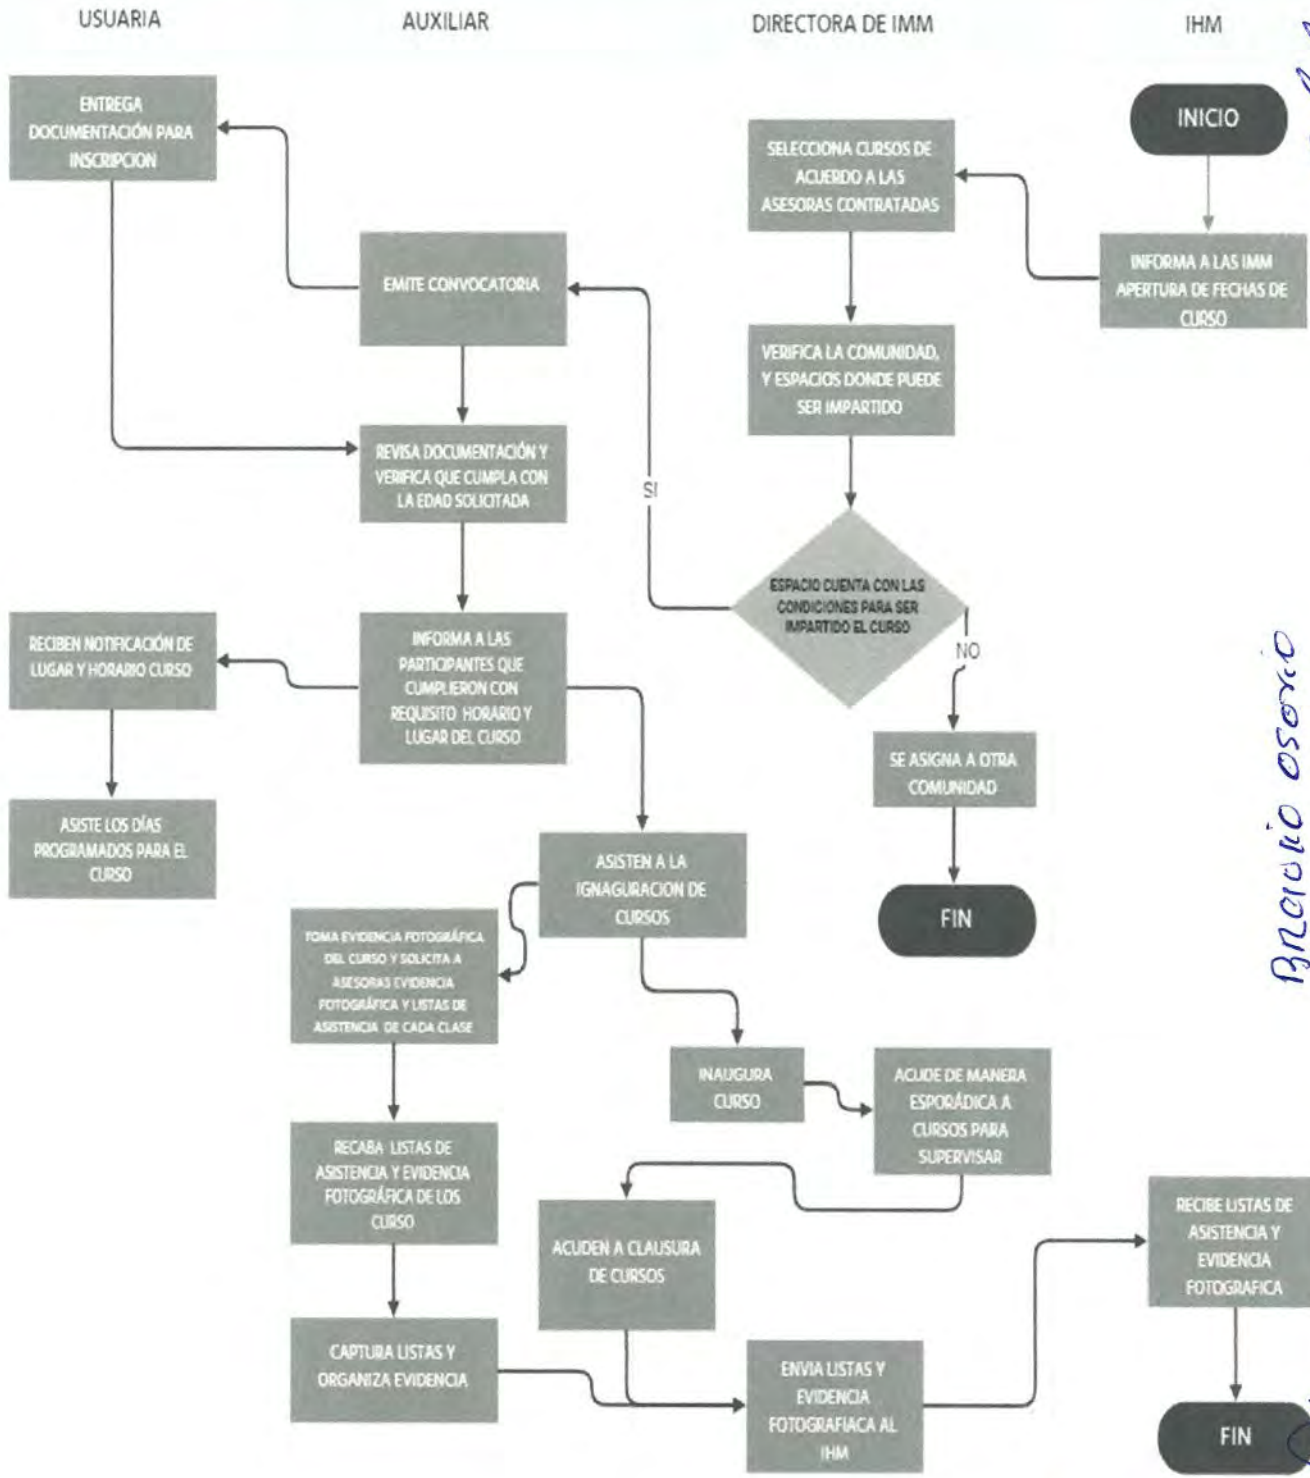 USUARIA
AUXILIAR
DIRECTORA DE IMM
IHM
INICIO
INFORMA A LAS IMM
APERTURA DE FECHAS DE
CURSO
SELECCIONA CURSOS DE
ACUERDO A LAS
ASESORAS CONTRATADAS
VERIFICA LA COMUNIDAD,
Y ESPACIOS DONDE PUEDE
SER IMPARTIDO
ESPACIO CUENTA CON LAS
CONDICIONES PARA SER
IMPARTIDO EL CURSO
SI
NO
SE ASIGNA A OTRA
COMUNIDAD
FIN
EMITE CONVOCATORIA
ENTREGA
DOCUMENTACIÓN PARA
INSCRIPCION
REVISA DOCUMENTACIÓN Y
VERIFICA QUE CUMPLA CON
LA EDAD SOLICITADA
INFORMA A LAS
PARTICIPANTES QUE
CUMPLIERON CON
REQUISITO HORARIO Y
LUGAR DEL CURSO
RECIBEN NOTIFICACIÓN DE
LUGAR Y HORARIO CURSO
ASISTE LOS DÍAS
PROGRAMADOS PARA EL
CURSO
ASISTEN A LA
IGNAGURACION DE
CURSOS
TOMA EVIDENCIA FOTOGRÁFICA
DEL CURSO Y SOLICITA A
ASESORAS EVIDENCIA
FOTOGRÁFICA Y LISTAS DE
ASISTENCIA DE CADA CLASE
INAUGURA
CURSO
ACUDE DE MANERA
ESPORÁDICA A
CURSOS PARA
SUPERVISAR
RECABA LISTAS DE
ASISTENCIA Y EVIDENCIA
FOTOGRÁFICA DE LOS
CURSO
ACUDEN A CLAUSURA
DE CURSOS
CAPTURA LISTAS Y
ORGANIZA EVIDENCIA
ENVIA LISTAS Y
EVIDENCIA
FOTOGRAFIACA AL
IHM
RECIBE LISTAS DE
ASISTENCIA Y
EVIDENCIA
FOTOGRAFICA
FIN
osorio